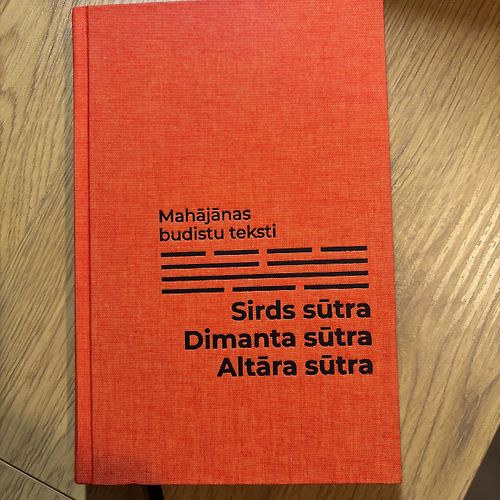 Mahājānas
budistu teksti
Sirds sūtra
Dimanta sūtra
Altāra sūtra